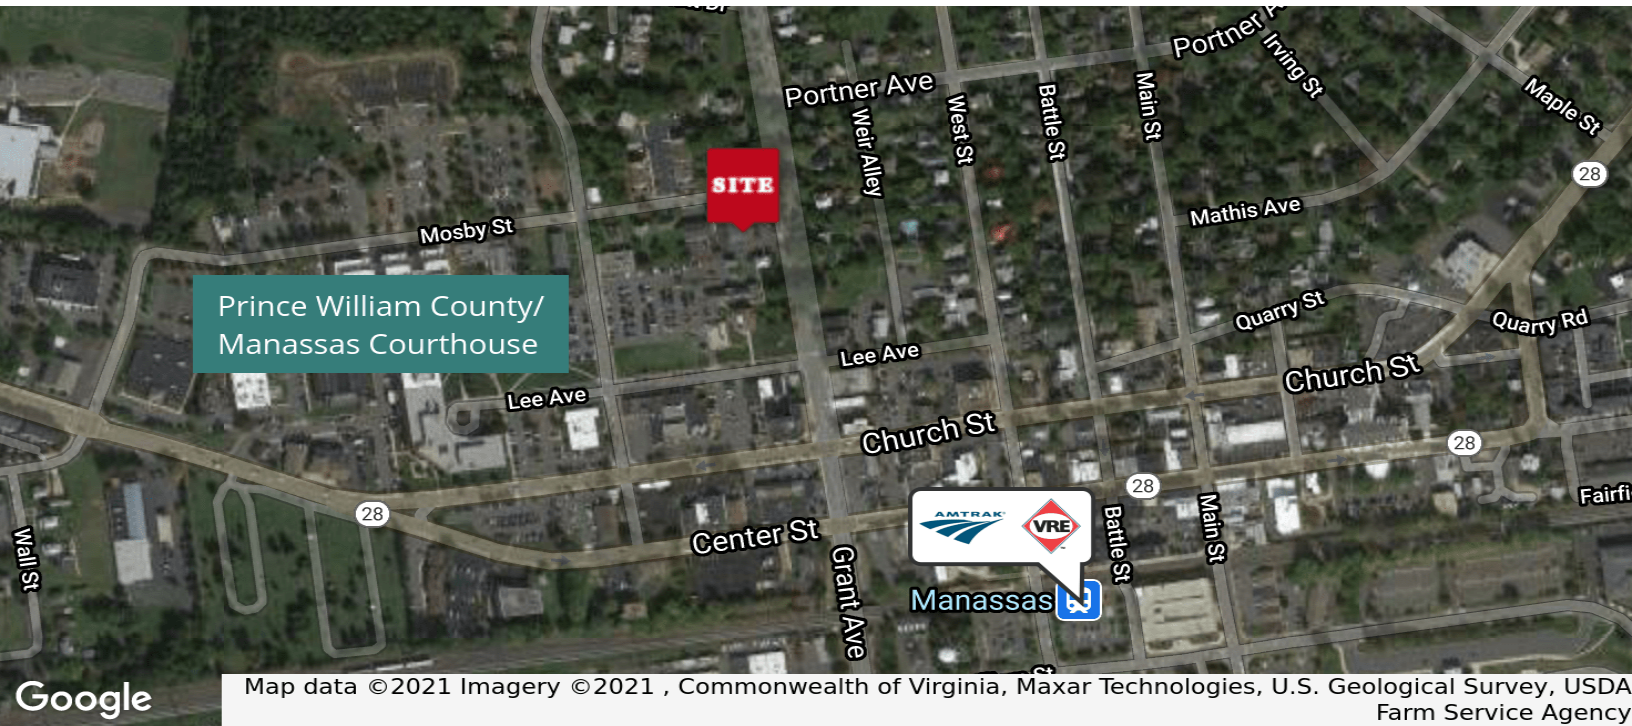 Portner Ave
Portner
Irving St
Maple St
Weir Alley
West St
Battle St
Main St
28
SITE
Mosby St
Mathis Ave
Prince William County/
Manassas Courthouse
Quarry St
Quarry Rd
Lee Ave
Lee Ave
Church St
Church St
28
28
28
Center St
AMTRAK
VRE
Battle St
Main St
Wall St
Grant Ave
Manassas
Fairfi
St
Google
Map data ©2021 Imagery ©2021 , Commonwealth of Virginia, Maxar Technologies, U.S. Geological Survey, USDA
Farm Service Agency